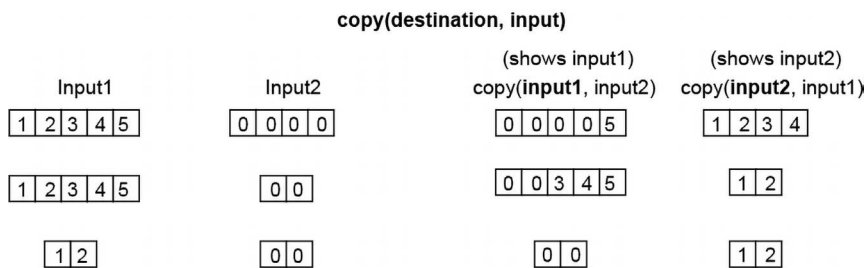 copy(destination, input)
(shows input1) (shows input2)
Input1 Input2 copy(input1, input2) copy(input2, input1)
1 2 3 4 5 0 0 0 0 0 0 0 0 5 1 2 3 4
1 2 3 4 5 0 0 0 0 3 4 5 1 2
1 2 0 0 0 0 1 2